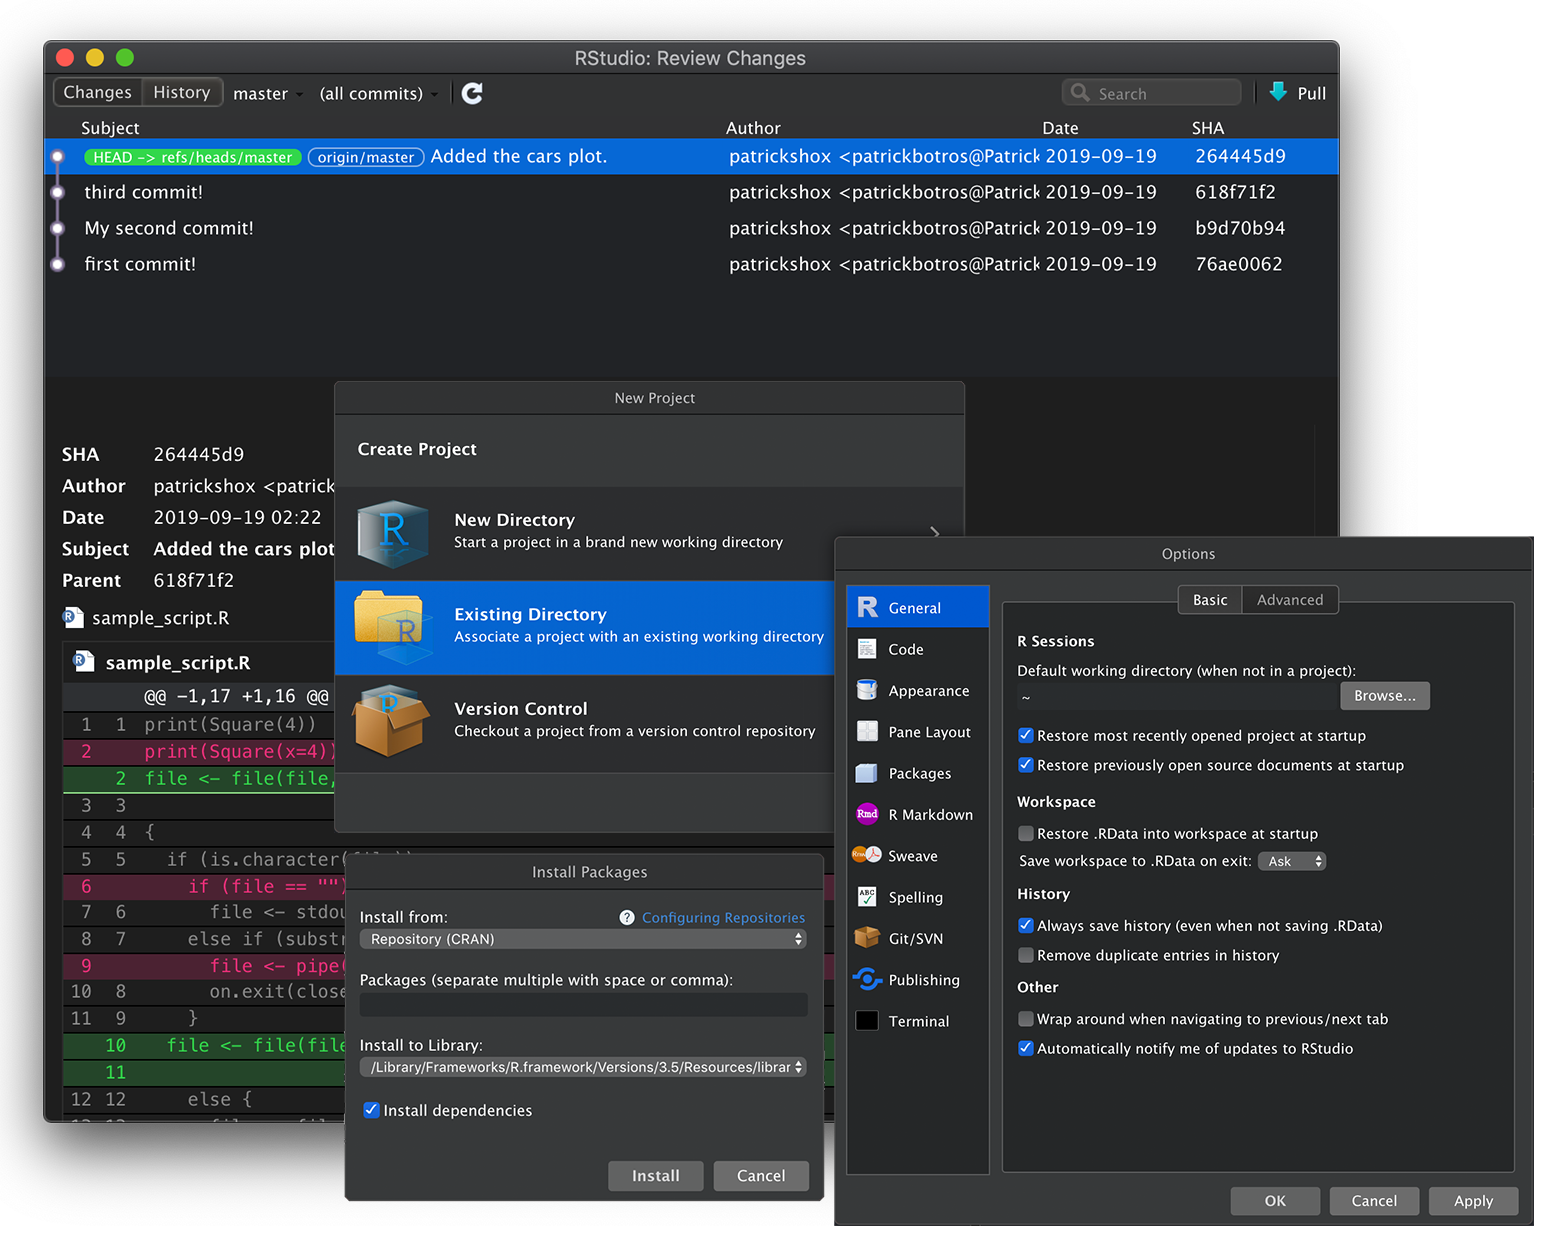 RStudio: Review Changes
Changes History master (all commits) Search Pull
Subject Author Date SHA
HEAD -> refs/heads/master origin/master Added the cars plot. patrickshox <patrickbotros@Patrick 2019-09-19 264445d9
third commit! patrickshox <patrickbotros@Patrick 2019-09-19 618f71f2
My second commit! patrickshox <patrickbotros@Patrick 2019-09-19 b9d70b94
first commit! patrickshox <patrickbotros@Patrick 2019-09-19 76ae0062
SHA 264445d9
Author patrickshox <patrick
Date 2019-09-19 02:22
Subject Added the cars plot
Parent 618f71f2
sample_script.R
sample_script.R
@@ -1,17 +1,16 @@
1 1 print(Square(4))
2 print(Square(x=4))
2 file <- file(file,
3 3
4 4 {
5 5 if (is.character(
6 if (file == "")
7 6 file <- stdou
8 7 else if (substr
9 file <- pipe(
10 8 on.exit(close
11 9 }
10 file <- file(file
11
12 12 else {
New Project
Create Project
New Directory
Start a project in a brand new working directory
Existing Directory
Associate a project with an existing working directory
Version Control
Checkout a project from a version control repository
Install Packages
Install from: ? Configuring Repositories
Repository (CRAN)
Packages (separate multiple with space or comma):
Install to Library:
/Library/Frameworks/R.framework/Versions/3.5/Resources/librar
Install dependencies
Install Cancel
Options
General
Code
Appearance
Pane Layout
Packages
Rmd R Markdown
Sweave
ABC Spelling
Git/SVN
Publishing
Terminal
Basic Advanced
R Sessions
Default working directory (when not in a project):
~ Browse...
Restore most recently opened project at startup
Restore previously open source documents at startup
Workspace
Restore .RData into workspace at startup
Save workspace to .RData on exit: Ask
History
Always save history (even when not saving .RData)
Remove duplicate entries in history
Other
Wrap around when navigating to previous/next tab
Automatically notify me of updates to RStudio
OK Cancel Apply